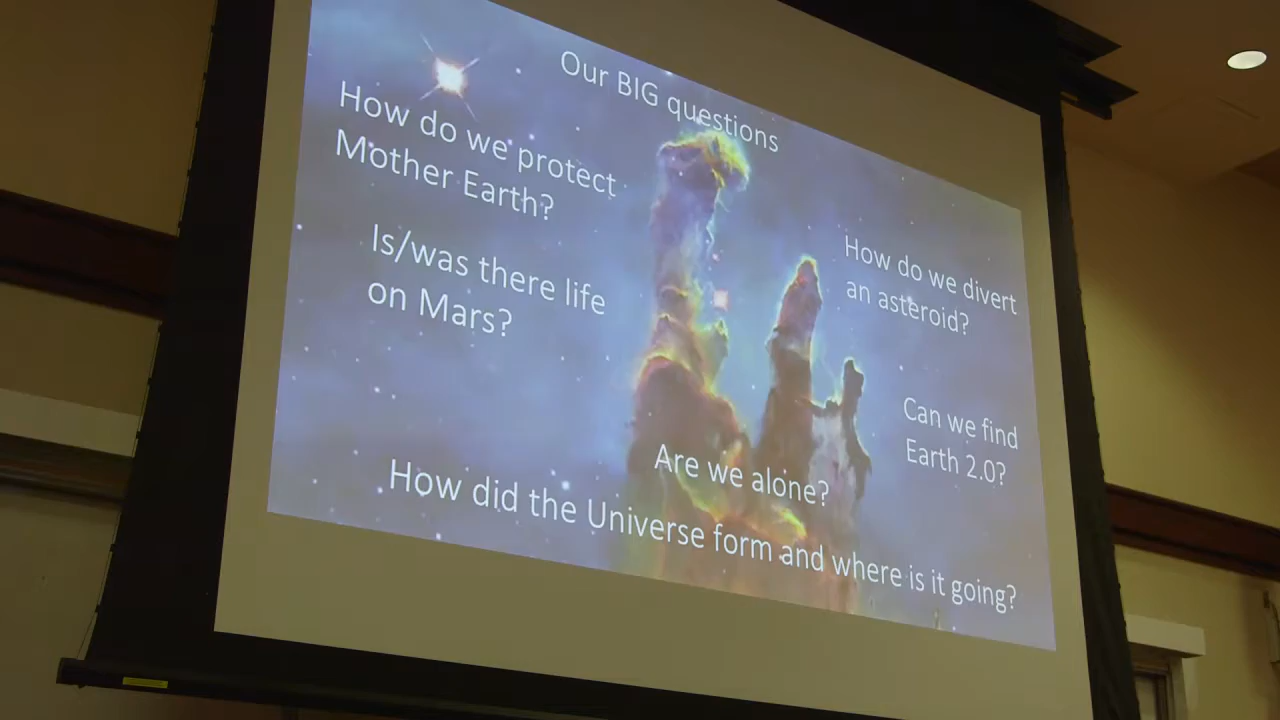 Our BIG questions
How do we protect
Mother Earth?
Is/was there life
on Mars?
How do we divert
an asteroid?
Can we find
Earth 2.0?
Are we alone?
How did the Universe form and where is it going?